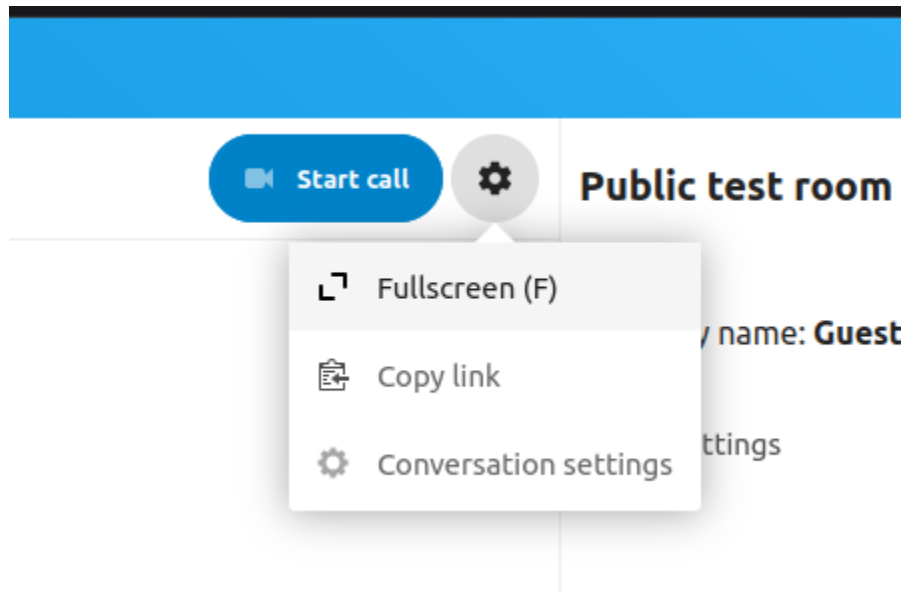 Start call
Public test room
Fullscreen (F)
name: Guest
Copy link
ttings
Conversation settings